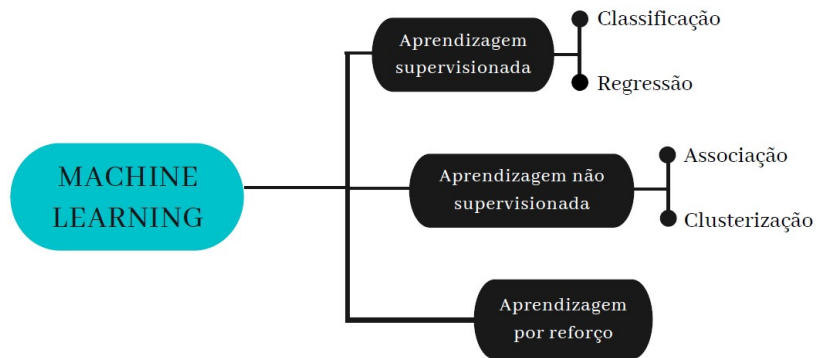 MACHINE
LEARNING
Aprendizagem
supervisionada
Classificação
Regressão
Aprendizagem não
supervisionada
Associação
Clusterização
Aprendizagem
por reforço